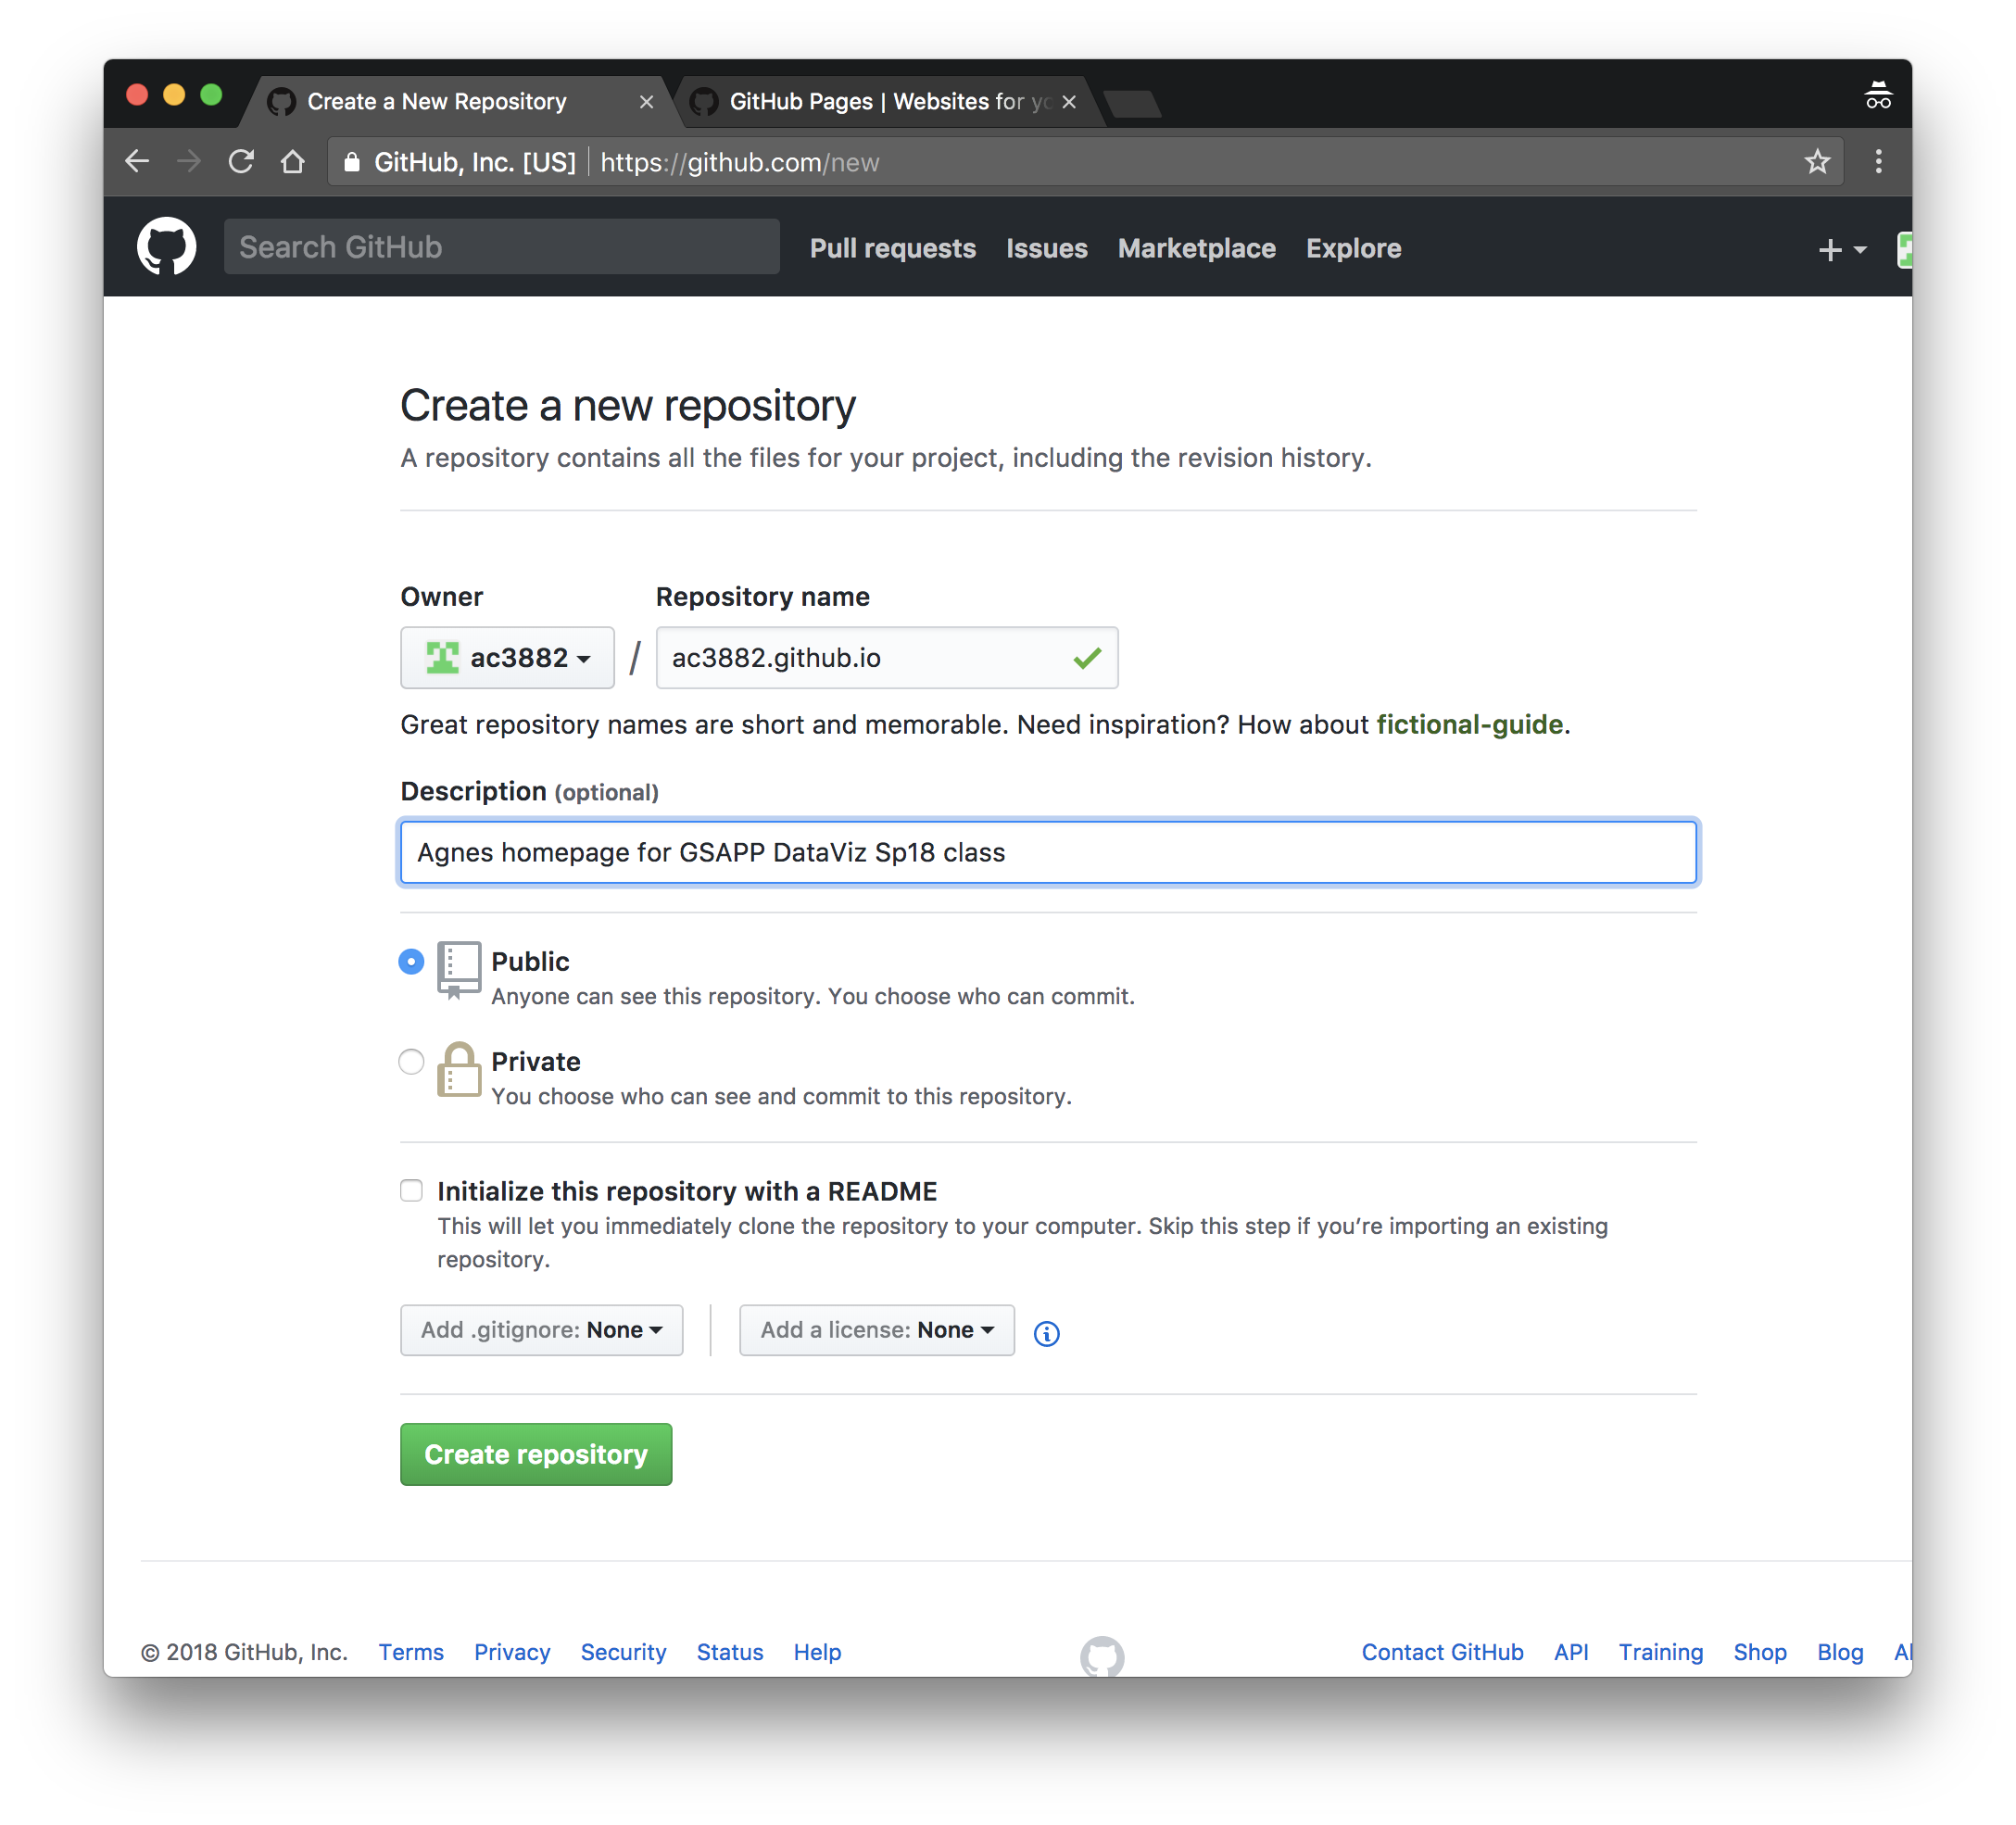 Create a New Repository
GitHub Pages | Websites for yo
GitHub, Inc. [US] https://github.com/new
Search GitHub Pull requests Issues Marketplace Explore
Create a new repository
A repository contains all the files for your project, including the revision history.
Owner Repository name
ac3882 / ac3882.github.io
Great repository names are short and memorable. Need inspiration? How about fictional-guide.
Description (optional)
Agnes homepage for GSAPP DataViz Sp18 class
Public
Anyone can see this repository. You choose who can commit.
Private
You choose who can see and commit to this repository.
Initialize this repository with a README
This will let you immediately clone the repository to your computer. Skip this step if you’re importing an existing
repository.
Add .gitignore: None Add a license: None
Create repository
© 2018 GitHub, Inc. Terms Privacy Security Status Help Contact GitHub API Training Shop Blog